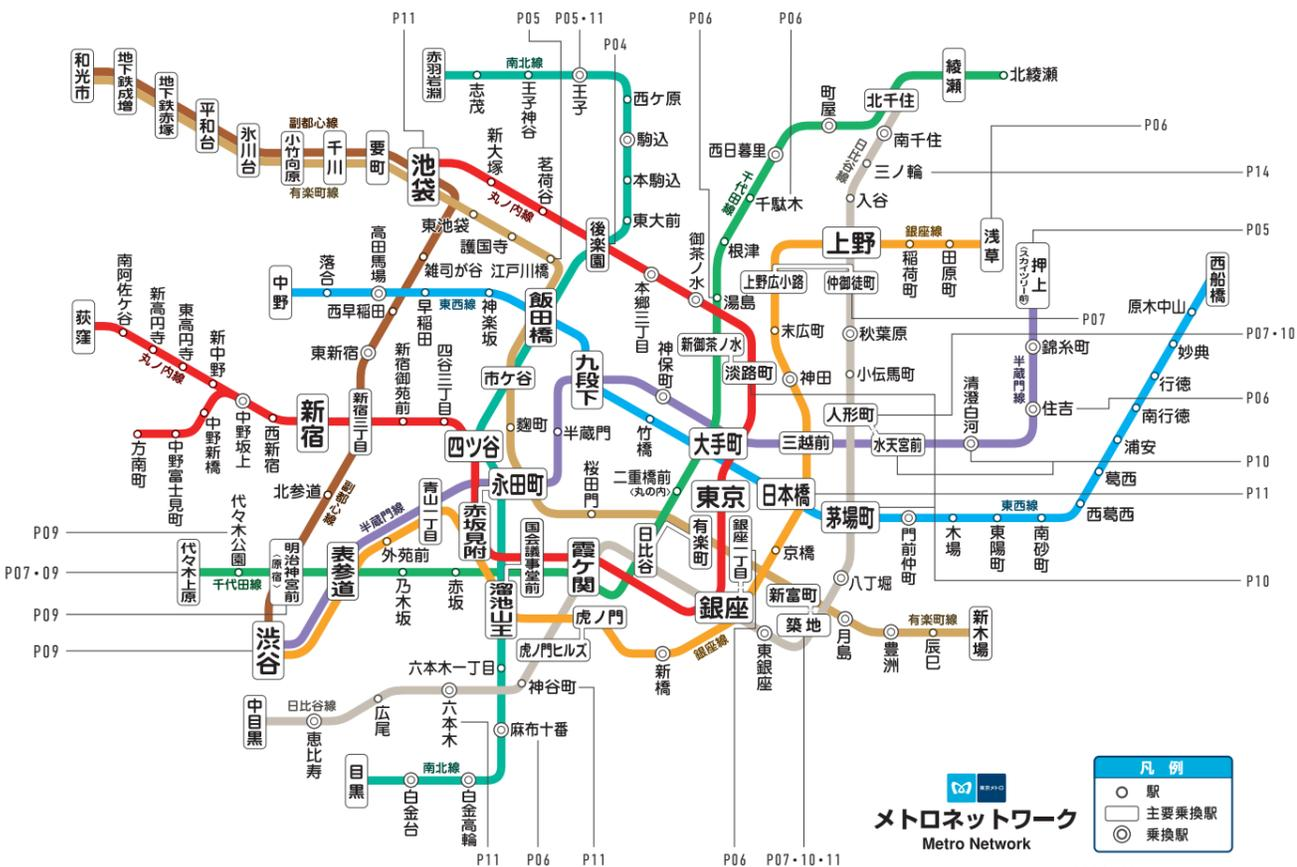 P11
P05
P05・11
P04
P06
P06
和光市
地下鉄成増
地下鉄赤塚
平和台
氷川台
副都心線
小竹向原
千川
要町
有楽町線
池袋
赤羽岩淵
南北線
志茂
王子神谷
王子
西ケ原
駒込
本駒込
東大前
新大塚
茗荷谷
丸ノ内線
後楽園
町屋
北千住
綾瀬
北綾瀬
南千住
西日暮里
千代田線
日比谷線
三ノ輪
P06
P14
千駄木
入谷
根津
上野
銀座線
稲荷町
田原町
浅草
押上
〈スカイツリー前〉
P05
西船橋
原木中山
妙典
行徳
南行徳
浦安
葛西
西葛西
東池袋
護国寺
雑司が谷
江戸川橋
高田馬場
落合
中野
西早稲田
早稲田
東西線
神楽坂
飯田橋
本郷三丁目
御茶ノ水
湯島
上野広小路
仲御徒町
P07
末広町
秋葉原
P07・10
新御茶ノ水
淡路町
神田
小伝馬町
錦糸町
半蔵門線
住吉
P06
清澄白河
人形町
水天宮前
三越前
P10
荻窪
南阿佐ケ谷
新高円寺
東高円寺
新中野
丸ノ内線
中野坂上
西新宿
中野新橋
中野富士見町
方南町
新宿
東新宿
新宿三丁目
新宿御苑前
四谷三丁目
四ツ谷
市ケ谷
麹町
九段下
神保町
半蔵門
竹橋
大手町
二重橋前
〈丸の内〉
東京
日本橋
P11
茅場町
門前仲町
木場
東陽町
東西線
南砂町
P10
北参道
副都心線
代々木公園
P09
代々木上原
P07・09
千代田線
明治神宮前
〈原宿〉
P09
渋谷
P09
表参道
半蔵門線
青山一丁目
外苑前
乃木坂
赤坂
永田町
赤坂見附
桜田門
国会議事堂前
溜池山王
霞ケ関
日比谷
有楽町
銀座一丁目
京橋
銀座
虎ノ門
虎ノ門ヒルズ
新橋
銀座線
東銀座
新富町
築地
八丁堀
月島
豊洲
有楽町線
辰巳
新木場
六本木一丁目
神谷町
中目黒
日比谷線
恵比寿
広尾
六本木
麻布十番
目黒
南北線
白金台
白金高輪
P11
P06
P11
P06
P07・10・11
東京メトロ
メトロネットワーク
Metro Network
凡例
駅
主要乗換駅
乗換駅